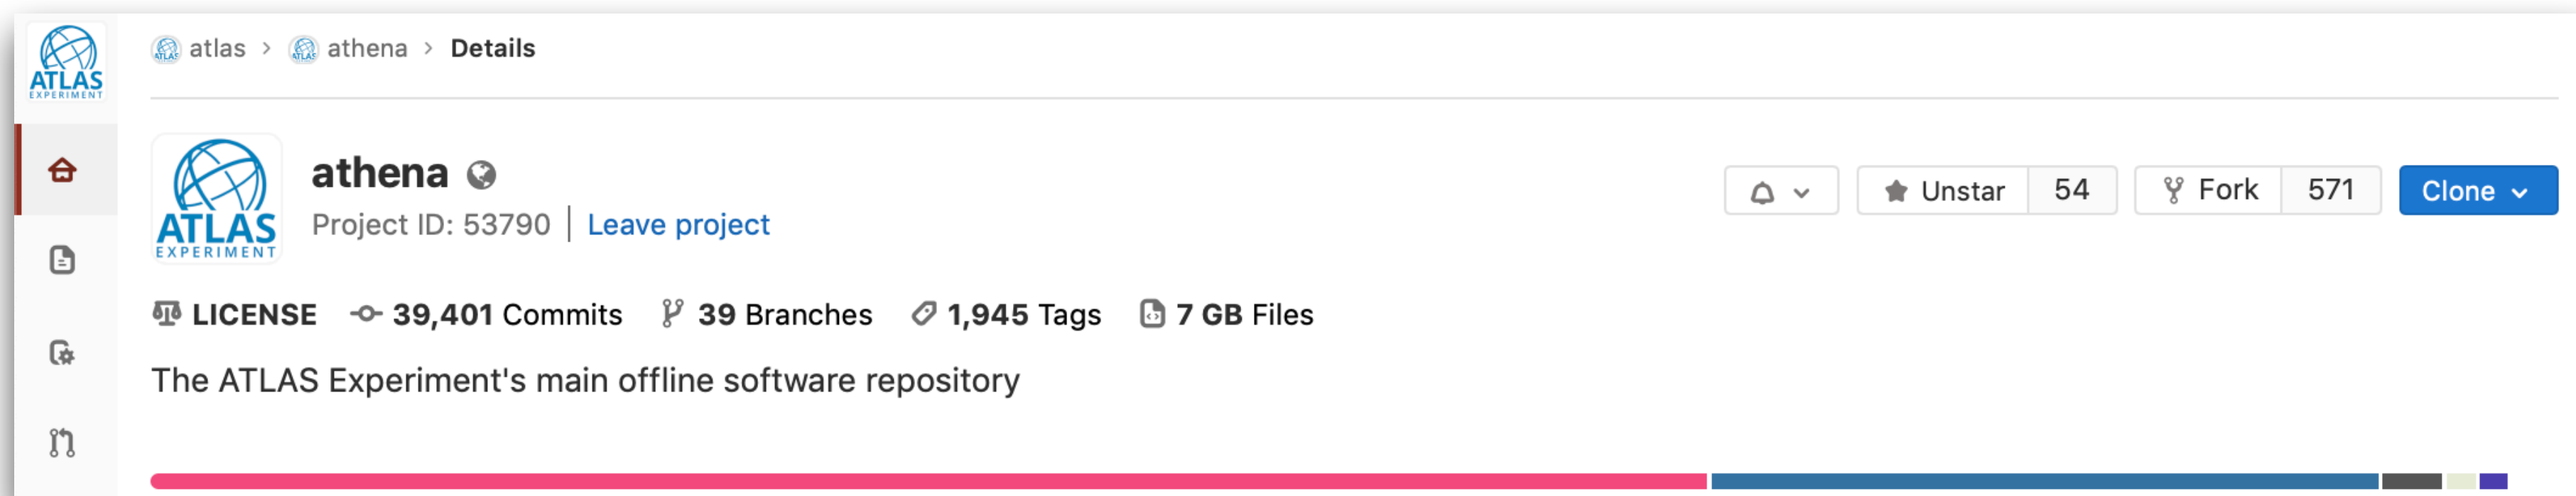 ATLAS
EXPERIMENT
atlas > athena > Details
ATLAS
EXPERIMENT
athena
Project ID: 53790 | Leave project
Unstar 54
Fork 571
Clone
LICENSE 39,401 Commits 39 Branches 1,945 Tags 7 GB Files
The ATLAS Experiment's main offline software repository